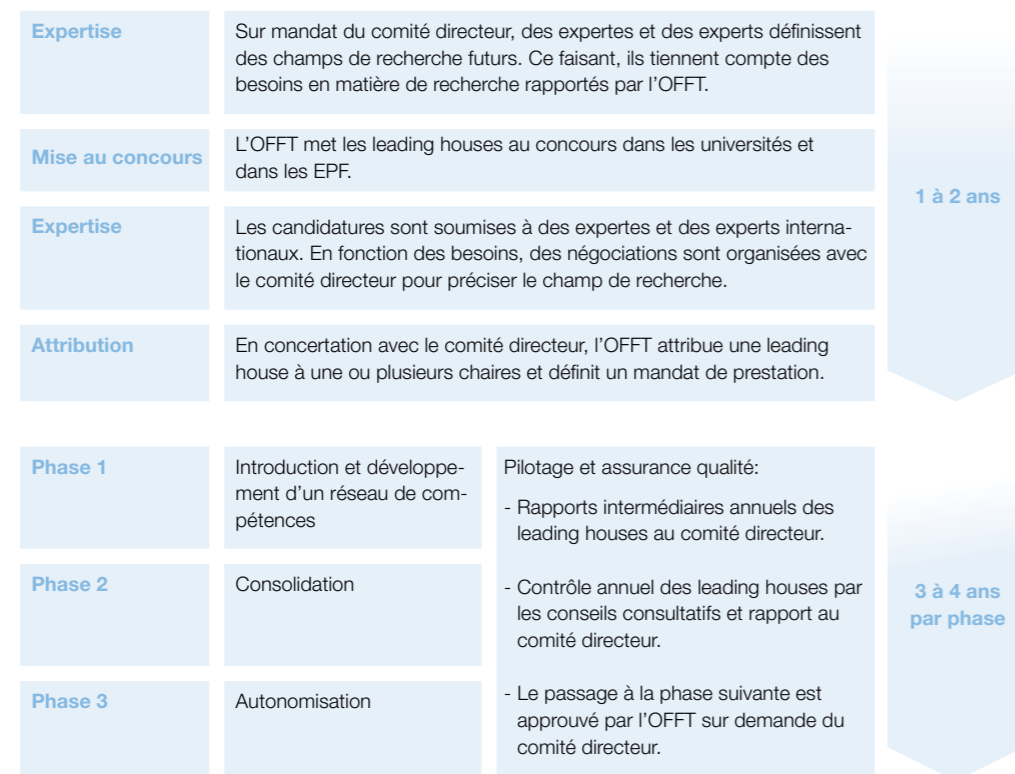 Expertise
Sur mandat du comité directeur, des expertes et des experts définissent
des champs de recherche futurs. Ce faisant, ils tiennent compte des
besoins en matière de recherche rapportés par l'OFFT.
Mise au concours
L'OFFT met les leading houses au concours dans les universités et
dans les EPF.
1 à 2 ans
Expertise
Les candidatures sont soumises à des expertes et des experts interna-
tionaux. En fonction des besoins, des négociations sont organisées avec
le comité directeur pour préciser le champ de recherche.
Attribution
En concertation avec le comité directeur, l'OFFT attribue une leading
house à une ou plusieurs chaires et définit un mandat de prestation.
Phase 1
Introduction et développe-
ment d'un réseau de com-
pétences
Phase 2
Consolidation
Phase 3
Autonomisation
Pilotage et assurance qualité:
- Rapports intermédiaires annuels des
leading houses au comité directeur.
- Contrôle annuel des leading houses par
les conseils consultatifs et rapport au
comité directeur.
- Le passage à la phase suivante est
approuvé par l'OFFT sur demande du
comité directeur.
3 à 4 ans
par phase